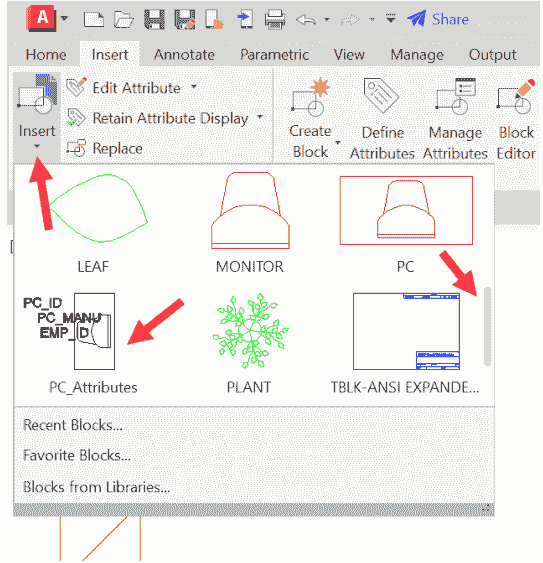 A
Share
Home Insert Annotate Parametric View Manage Output
Insert
Edit Attribute
Retain Attribute Display
Replace
Create
Block
Define
Attributes
Manage
Attributes
Block
Editor
LEAF MONITOR PC
PC_ID
PC_MANU
EMP_ID
PC_Attributes PLANT TBLK-ANSI EXPANDE...
Recent Blocks...
Favorite Blocks...
Blocks from Libraries...